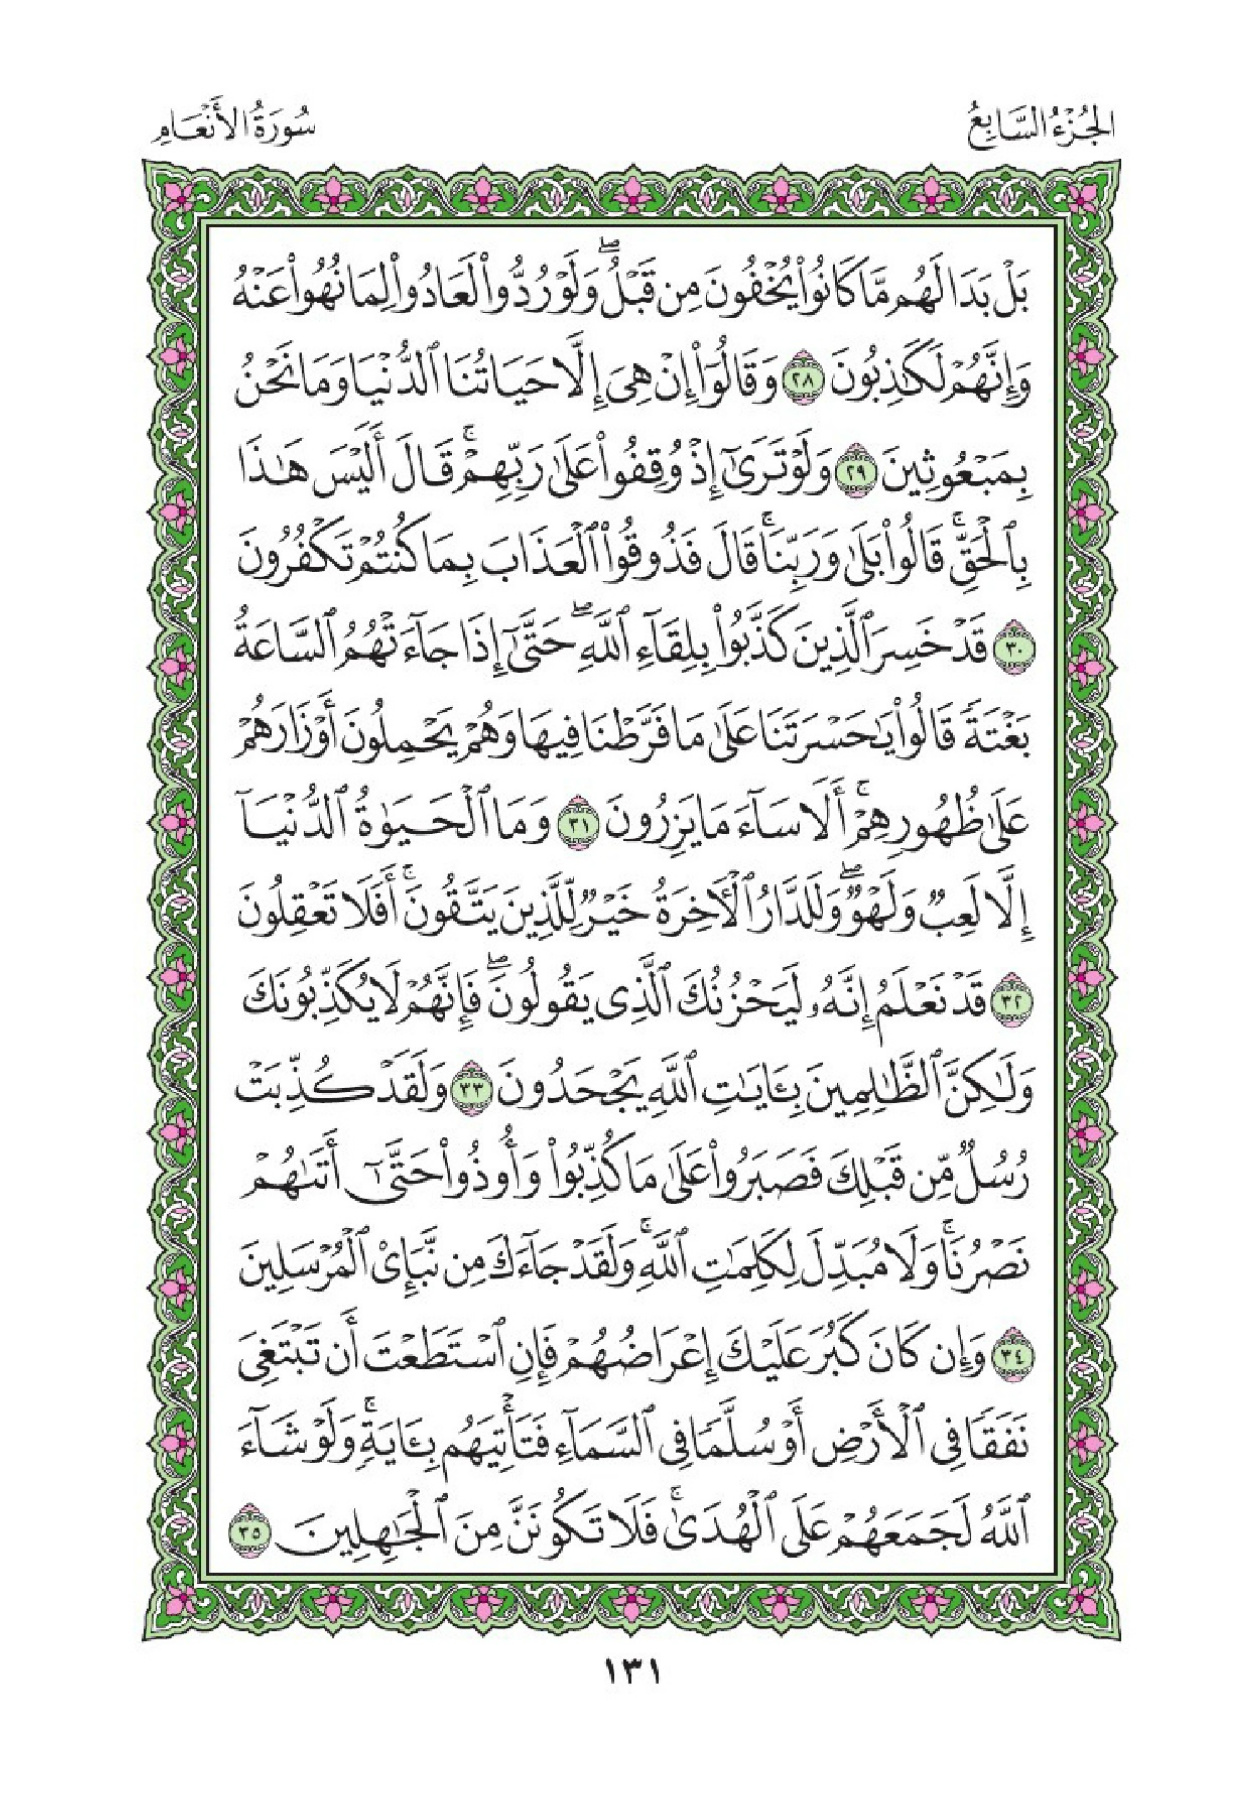 الجُزْءُ السَّابِعُ
سُورَةُ الأَنْعَامِ
بَلْ بَدَا لَهُم مَّا كَانُوا۟ يُخْفُونَ مِن قَبْلُ ۖ وَلَوْ رُدُّوا۟ لَعَادُوا۟ لِمَا نُهُوا۟ عَنْهُ
وَإِنَّهُمْ لَكَـٰذِبُونَ ٢٨ وَقَالُوٓا۟ إِنْ هِىَ إِلَّا حَيَاتُنَا ٱلدُّنْيَا وَمَا نَحْنُ
بِمَبْعُوثِينَ ٢٩ وَلَوْ تَرَىٰٓ إِذْ وُقِفُوا۟ عَلَىٰ رَبِّهِمْ ۚ قَالَ أَلَيْسَ هَـٰذَا
بِٱلْحَقِّ ۚ قَالُوا۟ بَلَىٰ وَرَبِّنَا ۚ قَالَ فَذُوقُوا۟ ٱلْعَذَابَ بِمَا كُنتُمْ تَكْفُرُونَ
٣٠ قَدْ خَسِرَ ٱلَّذِينَ كَذَّبُوا۟ بِلِقَآءِ ٱللَّهِ ۖ حَتَّىٰٓ إِذَا جَآءَتْهُمُ ٱلسَّاعَةُ
بَغْتَةً قَالُوا۟ يَـٰحَسْرَتَنَا عَلَىٰ مَا فَرَّطْنَا فِيهَا وَهُمْ يَحْمِلُونَ أَوْزَارَهُمْ
عَلَىٰ ظُهُورِهِمْ ۚ أَلَا سَآءَ مَا يَزِرُونَ ٣١ وَمَا ٱلْحَيَوٰةُ ٱلدُّنْيَآ
إِلَّا لَعِبٌ وَلَهْوٌ ۖ وَلَلدَّارُ ٱلْـَٔاخِرَةُ خَيْرٌ لِّلَّذِينَ يَتَّقُونَ ۗ أَفَلَا تَعْقِلُونَ
٣٢ قَدْ نَعْلَمُ إِنَّهُۥ لَيَحْزُنُكَ ٱلَّذِى يَقُولُونَ ۖ فَإِنَّهُمْ لَا يُكَذِّبُونَكَ
وَلَـٰكِنَّ ٱلظَّـٰلِمِينَ بِـَٔايَـٰتِ ٱللَّهِ يَجْحَدُونَ ٣٣ وَلَقَدْ كُذِّبَتْ
رُسُلٌ مِّن قَبْلِكَ فَصَبَرُوا۟ عَلَىٰ مَا كُذِّبُوا۟ وَأُوذُوا۟ حَتَّىٰٓ أَتَىٰهُمْ
نَصْرُنَا ۚ وَلَا مُبَدِّلَ لِكَلِمَـٰتِ ٱللَّهِ ۚ وَلَقَدْ جَآءَكَ مِن نَّبَإِى۟ ٱلْمُرْسَلِينَ
٣٤ وَإِن كَانَ كَبُرَ عَلَيْكَ إِعْرَاضُهُمْ فَإِنِ ٱسْتَطَعْتَ أَن تَبْتَغِىَ
نَفَقًا فِى ٱلْأَرْضِ أَوْ سُلَّمًا فِى ٱلسَّمَآءِ فَتَأْتِيَهُم بِـَٔايَةٍ ۚ وَلَوْ شَآءَ
ٱللَّهُ لَجَمَعَهُمْ عَلَى ٱلْهُدَىٰ ۚ فَلَا تَكُونَنَّ مِنَ ٱلْجَـٰهِلِينَ ٣٥
١٣١